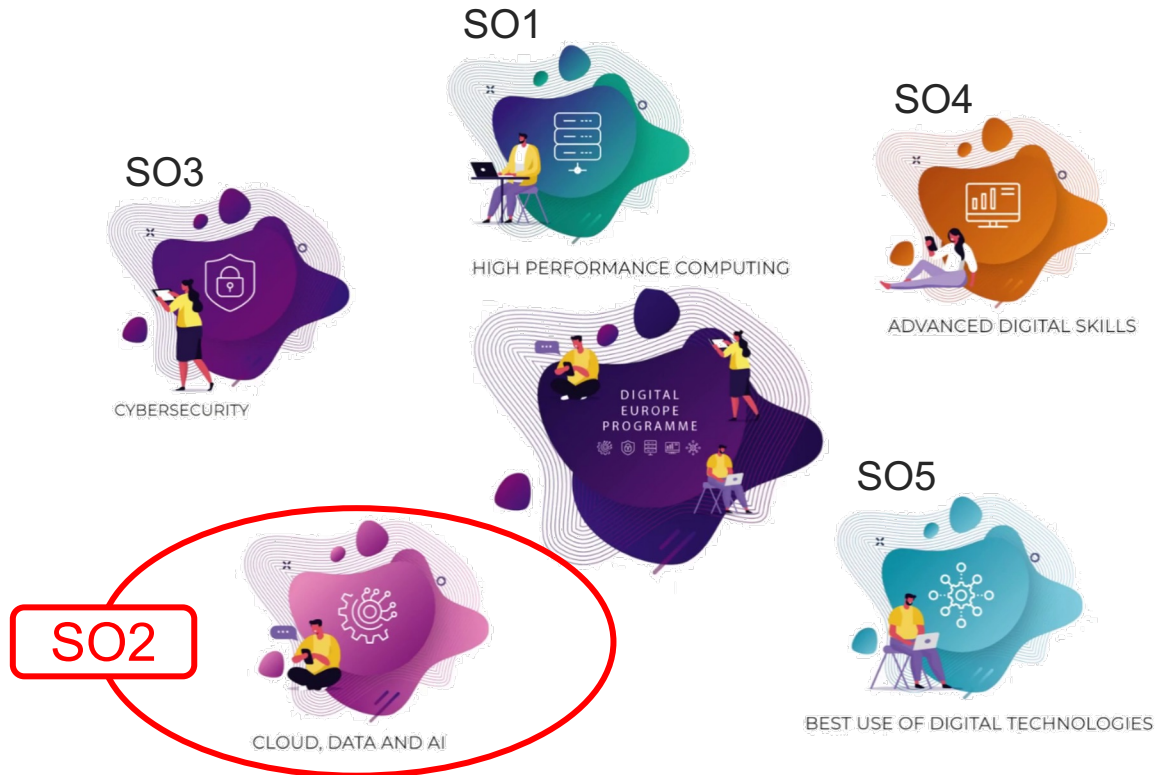 SO1
HIGH PERFORMANCE COMPUTING
SO4
ADVANCED DIGITAL SKILLS
SO3
CYBERSECURITY
DIGITAL
EUROPE
PROGRAMME
SO5
BEST USE OF DIGITAL TECHNOLOGIES
SO2
CLOUD, DATA AND AI